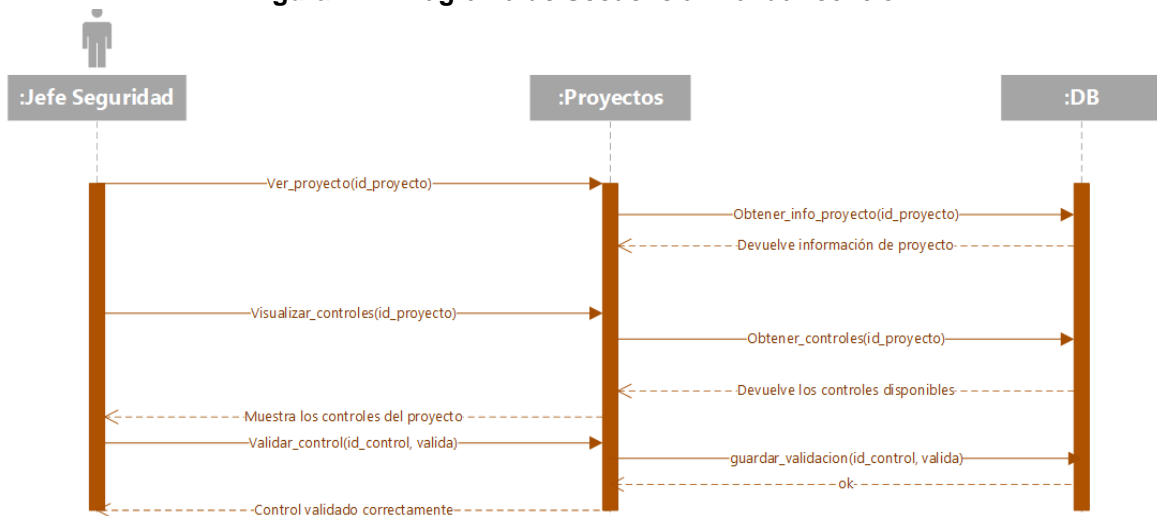 :Jefe Seguridad
:Proyectos
:DB
Ver_proyecto(id_proyecto)
Obtener_info_proyecto(id_proyecto)
Devuelve información de proyecto
Visualizar_controles(id_proyecto)
Obtener_controles(id_proyecto)
Devuelve los controles disponibles
Muestra los controles del proyecto
Validar_control(id_control, valida)
guardar_validacion(id_control, valida)
ok
Control validado correctamente